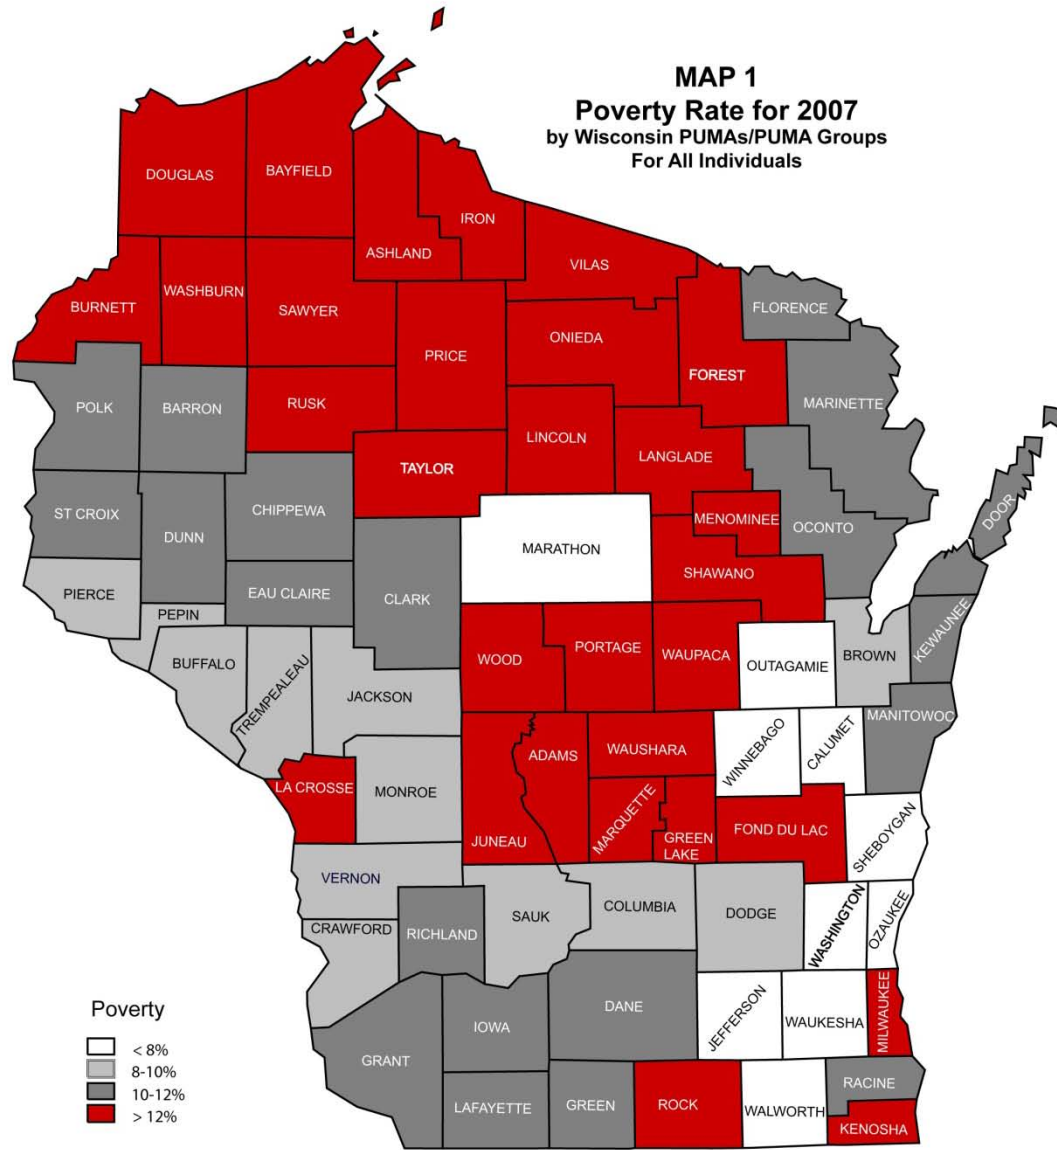 MAP 1
Poverty Rate for 2007
by Wisconsin PUMAs/PUMA Groups
For All Individuals
DOUGLAS
BAYFIELD
ASHLAND
IRON
VILAS
BURNETT
WASHBURN
SAWYER
PRICE
ONIEDA
FOREST
FLORENCE
POLK
BARRON
RUSK
TAYLOR
LINCOLN
LANGLADE
MARINETTE
ST CROIX
DUNN
CHIPPEWA
MARATHON
MENOMINEE
OCONTO
DOOR
PIERCE
PEPIN
EAU CLAIRE
CLARK
SHAWANO
BUFFALO
TREMPEALEAU
JACKSON
WOOD
PORTAGE
WAUPACA
OUTAGAMIE
BROWN
KEWAUNEE
LA CROSSE
MONROE
JUNEAU
ADAMS
WAUSHARA
WINNEBAGO
CALUMET
MANITOWOC
MARQUETTE
GREEN
LAKE
FOND DU LAC
SHEBOYGAN
VERNON
CRAWFORD
RICHLAND
SAUK
COLUMBIA
DODGE
WASHINGTON
OZAUKEE
GRANT
IOWA
DANE
JEFFERSON
WAUKESHA
MILWAUKEE
LAFAYETTE
GREEN
ROCK
WALWORTH
RACINE
KENOSHA
Poverty
< 8%
8-10%
10-12%
> 12%